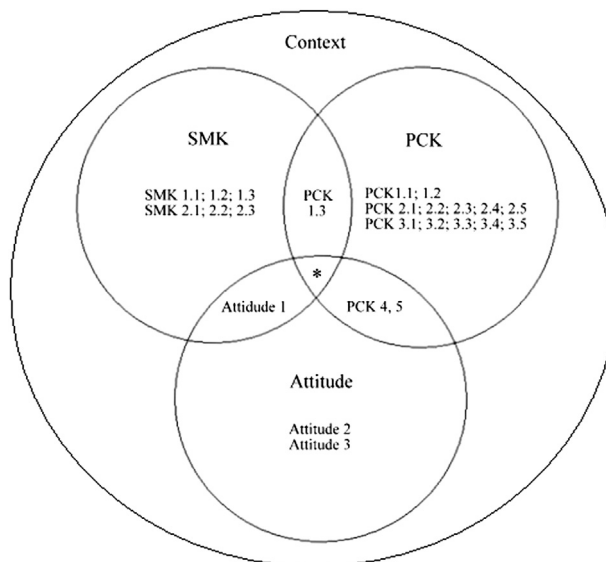 Context
SMK
PCK
SMK 1.1; 1.2; 1.3
SMK 2.1; 2.2; 2.3
PCK
1.3
PCK1.1; 1.2
PCK 2.1; 2.2; 2.3; 2.4; 2.5
PCK 3.1; 3.2; 3.3; 3.4; 3.5
*
Attidude 1
PCK 4, 5
Attitude
Attitude 2
Attitude 3